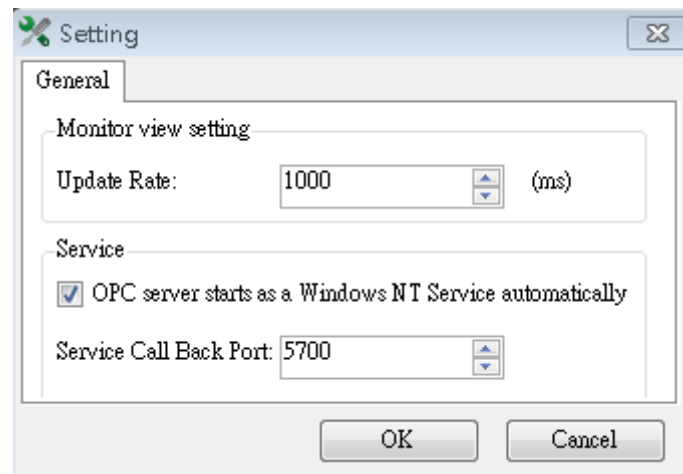 Setting
General
Monitor view setting
Update Rate: 1000 (ms)
Service
OPC server starts as a Windows NT Service automatically
Service Call Back Port: 5700
OK Cancel